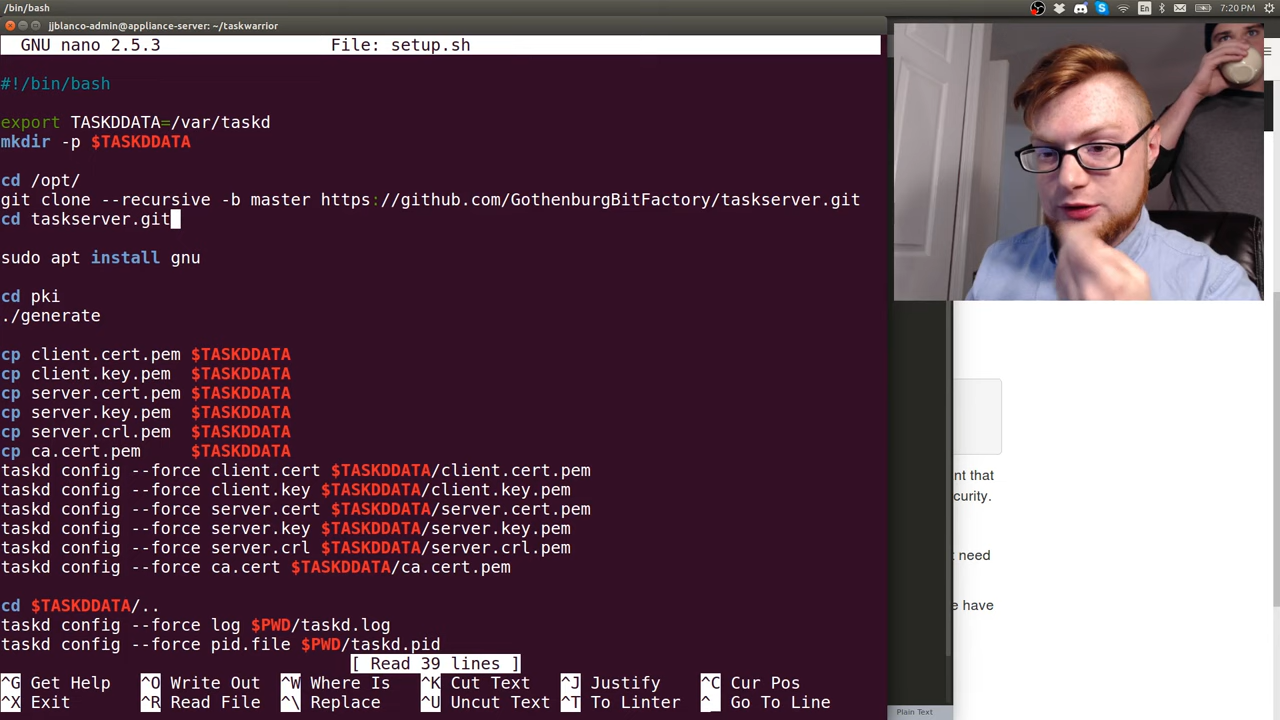 /bin/bash
En
7:20 PM
jjblanco-admin@appliance-server: ~/taskwarrior
GNU nano 2.5.3 File: setup.sh
#!/bin/bash
export TASKDDATA=/var/taskd
mkdir -p $TASKDDATA
cd /opt/
git clone --recursive -b master https://github.com/GothenburgBitFactory/taskserver.git
cd taskserver.git
sudo apt install gnu
cd pki
./generate
cp client.cert.pem $TASKDDATA
cp client.key.pem $TASKDDATA
cp server.cert.pem $TASKDDATA
cp server.key.pem $TASKDDATA
cp server.crl.pem $TASKDDATA
cp ca.cert.pem $TASKDDATA
taskd config --force client.cert $TASKDDATA/client.cert.pem
taskd config --force client.key $TASKDDATA/client.key.pem
taskd config --force server.cert $TASKDDATA/server.cert.pem
taskd config --force server.key $TASKDDATA/server.key.pem
taskd config --force server.crl $TASKDDATA/server.crl.pem
taskd config --force ca.cert $TASKDDATA/ca.cert.pem
cd $TASKDDATA/..
taskd config --force log $PWD/taskd.log
taskd config --force pid.file $PWD/taskd.pid
[ Read 39 lines ]
^G Get Help ^O Write Out ^W Where Is ^K Cut Text ^J Justify ^C Cur Pos
^X Exit ^R Read File ^\ Replace ^U Uncut Text ^T To Linter ^_ Go To Line
nt that
curity.
need
e have
Plain Text